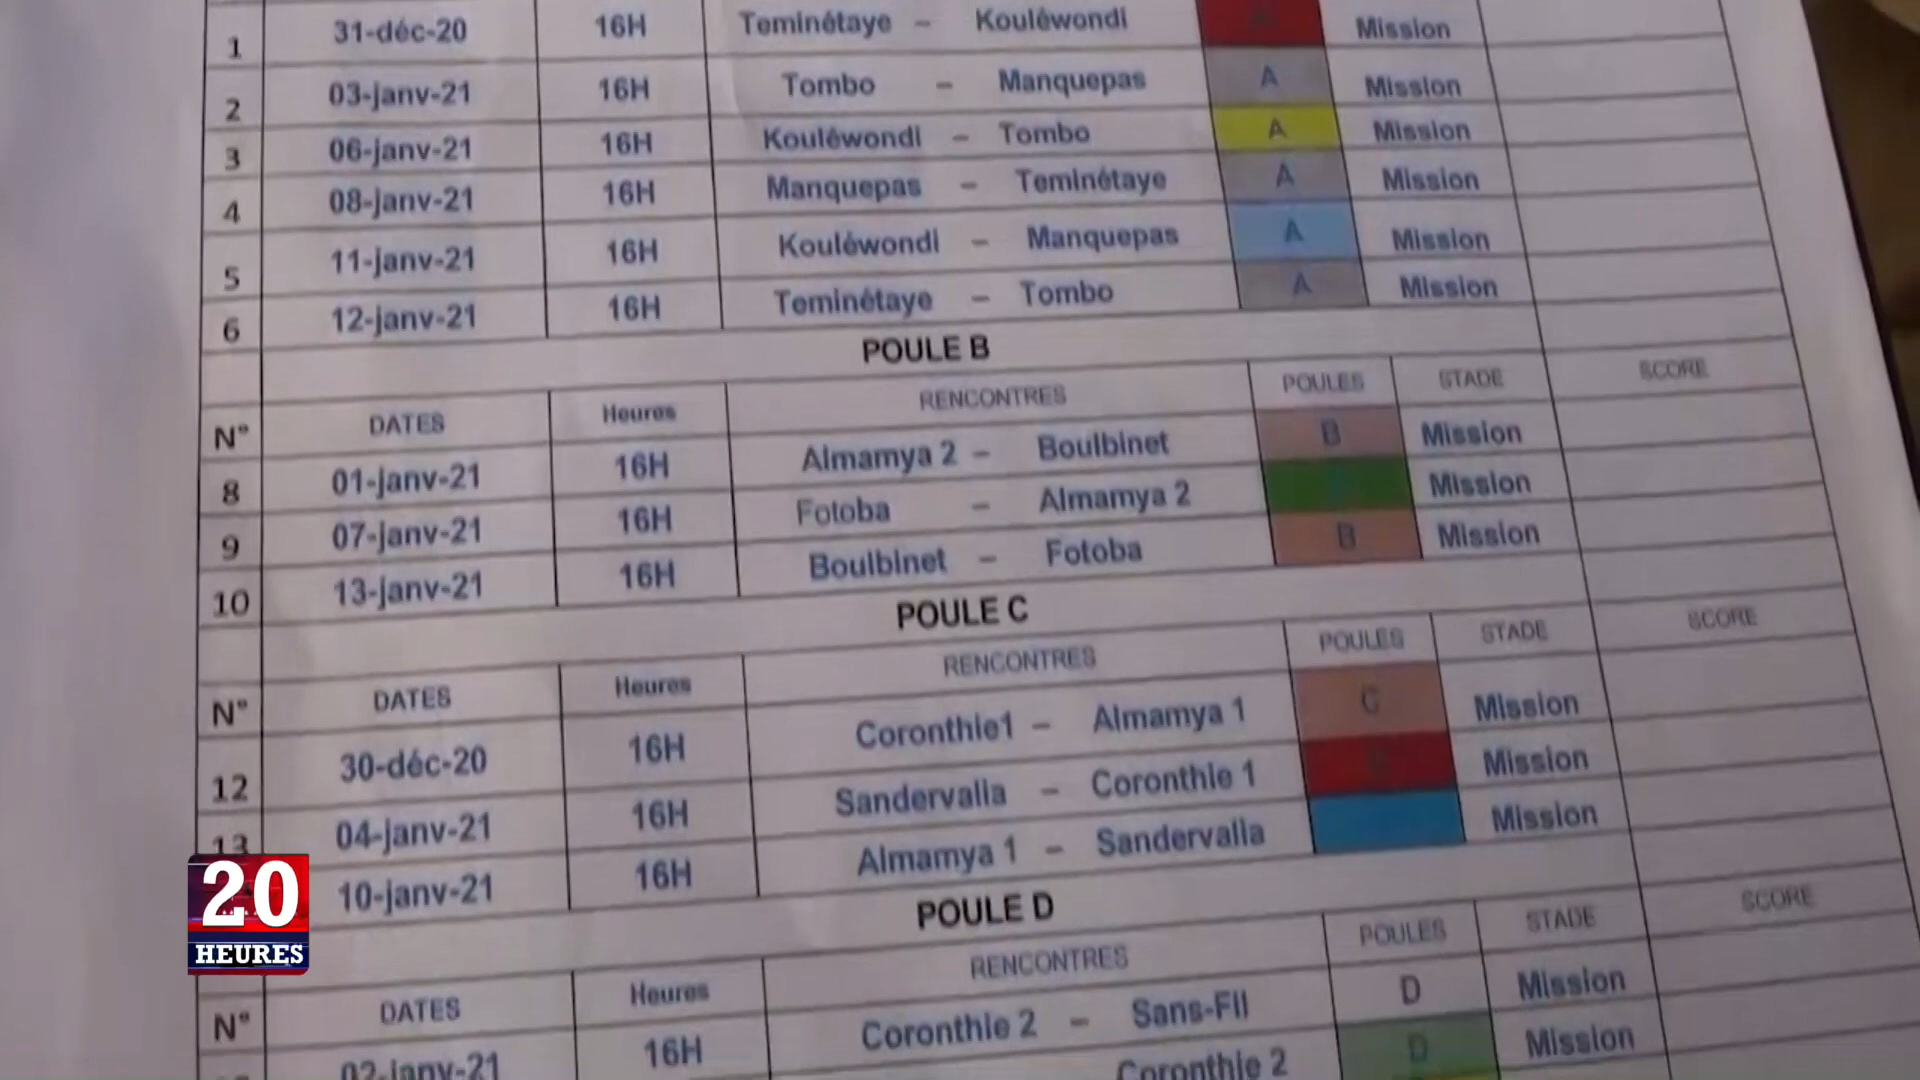 1 31-déc-20 16H Teminétaye – Kouléwondi Mission
2 03-janv-21 16H Tombo – Manquepas A Mission
3 06-janv-21 16H Kouléwondi – Tombo A Mission
4 08-janv-21 16H Manquepas – Teminétaye A Mission
5 11-janv-21 16H Kouléwondi – Manquepas A Mission
6 12-janv-21 16H Teminétaye – Tombo A Mission
POULE B
N° DATES Heures RENCONTRES POULES STADE SCORE
8 01-janv-21 16H Almamya 2 – Boulbinet B Mission
9 07-janv-21 16H Fotoba – Almamya 2 Mission
10 13-janv-21 16H Boulbinet – Fotoba B Mission
POULE C
N° DATES Heures RENCONTRES POULES STADE SCORE
12 30-déc-20 16H Coronthie1 – Almamya 1 C Mission
13 04-janv-21 16H Sandervalia – Coronthie 1 Mission
10-janv-21 16H Almamya 1 – Sandervalia Mission
POULE D
N° DATES Heures RENCONTRES POULES STADE SCORE
02-janv-21 16H Coronthie 2 – Sans-Fil D Mission
Coronthie 2 D Mission
20
HEURES